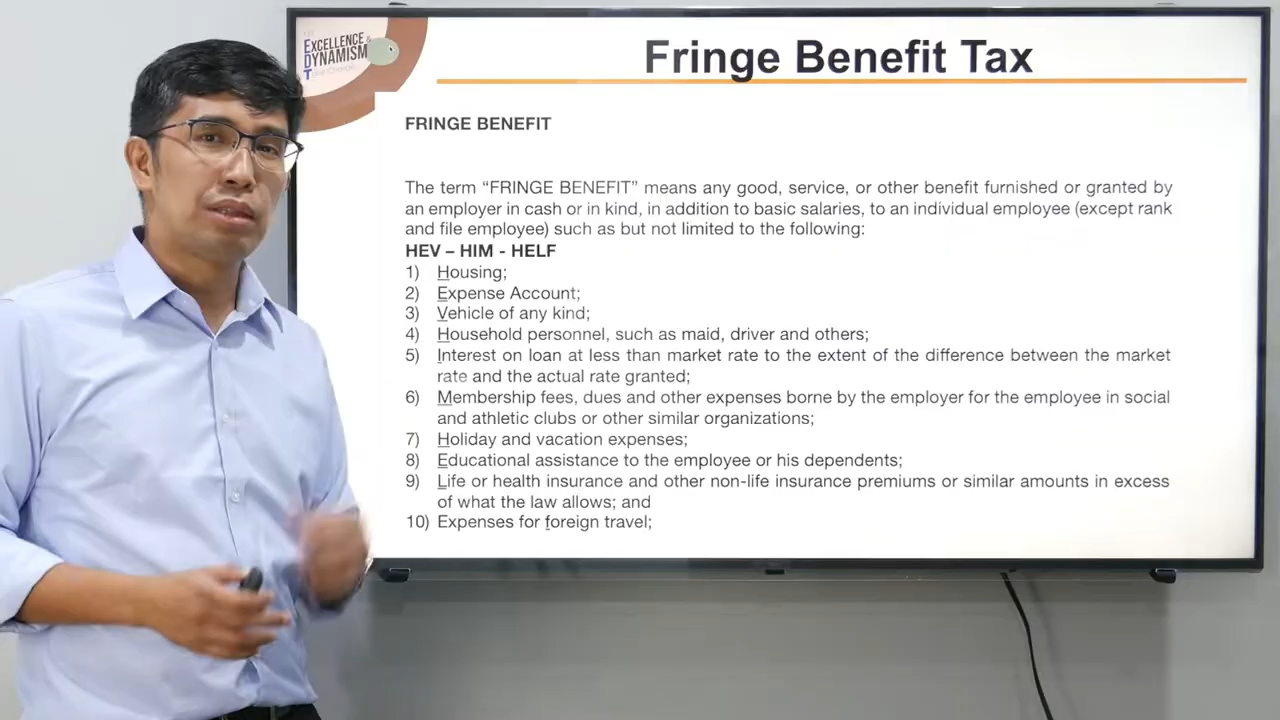 EXCELLENCE &
DYNAMISM
Fringe Benefit Tax
FRINGE BENEFIT
The term “FRINGE BENEFIT” means any good, service, or other benefit furnished or granted by
an employer in cash or in kind, in addition to basic salaries, to an individual employee (except rank
and file employee) such as but not limited to the following:
HEV – HIM - HELF
1) Housing;
2) Expense Account;
3) Vehicle of any kind;
4) Household personnel, such as maid, driver and others;
5) Interest on loan at less than market rate to the extent of the difference between the market
rate and the actual rate granted;
6) Membership fees, dues and other expenses borne by the employer for the employee in social
and athletic clubs or other similar organizations;
7) Holiday and vacation expenses;
8) Educational assistance to the employee or his dependents;
9) Life or health insurance and other non-life insurance premiums or similar amounts in excess
of what the law allows; and
10) Expenses for foreign travel;